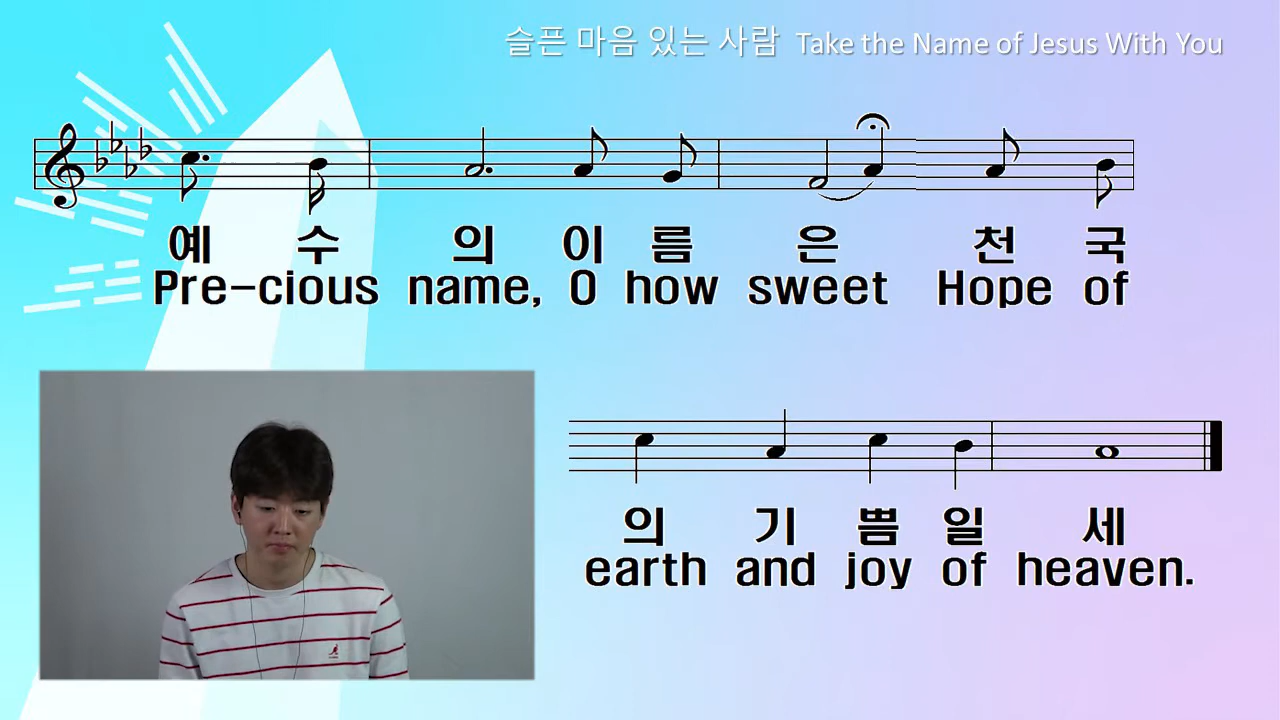 슬픈 마음 있는 사람 Take the Name of Jesus With You
예 수 의 이 름 은 천 국
Pre-cious name, O how sweet Hope of
의 기 쁨 일 세
earth and joy of heaven.